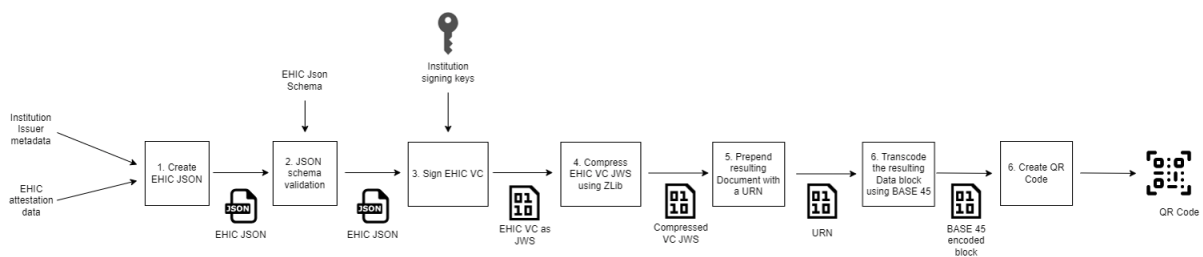 Institution
signing keys
EHIC Json
Schema
Institution
Issuer
metadata
EHIC
attestation
data
1. Create
EHIC JSON
2. JSON
schema
validation
3. Sign EHIC VC
4. Compress
EHIC VC JWS
using ZLib
5. Prepend
resulting
Document with
a URN
6. Transcode
the resulting
Data block
using BASE 45
6. Create QR
Code
JSON
EHIC JSON
JSON
EHIC JSON
01
10
EHIC VC as
JWS
01
10
Compressed
VC JWS
01
10
URN
01
10
BASE 45
encoded
block
QR Code